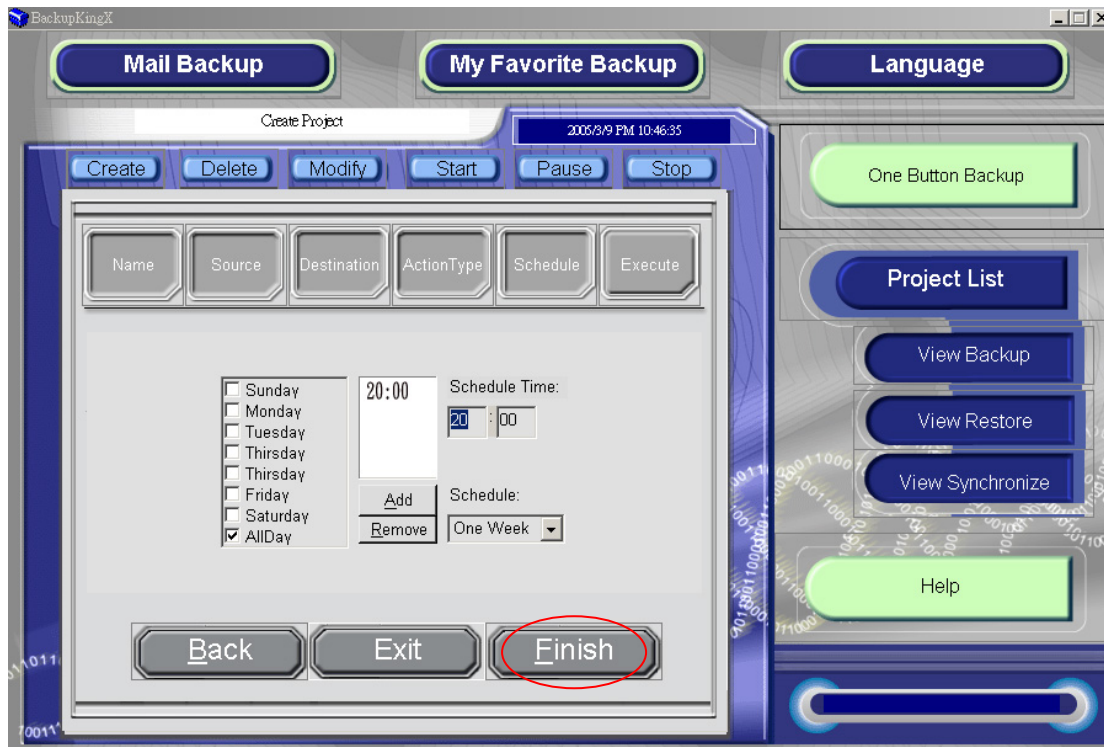 BackupKingX
Mail Backup
My Favorite Backup
Language
Create Project
2005/3/9 PM 10:46:35
Create
Delete
Modify
Start
Pause
Stop
One Button Backup
Name
Source
Destination
ActionType
Schedule
Execute
Project List
View Backup
View Restore
View Synchronize
Sunday
Monday
Tuesday
Thirsday
Thirsday
Friday
Saturday
AllDay
20:00
Add
Remove
Schedule Time:
20 : 00
Schedule:
One Week
Help
Back
Exit
Finish